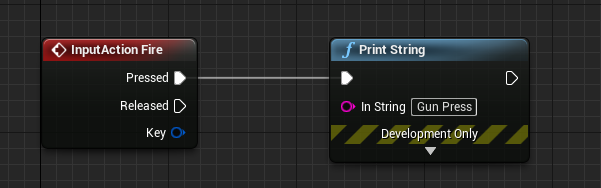 InputAction Fire
Pressed
Released
Key
Print String
In String Gun Press
Development Only